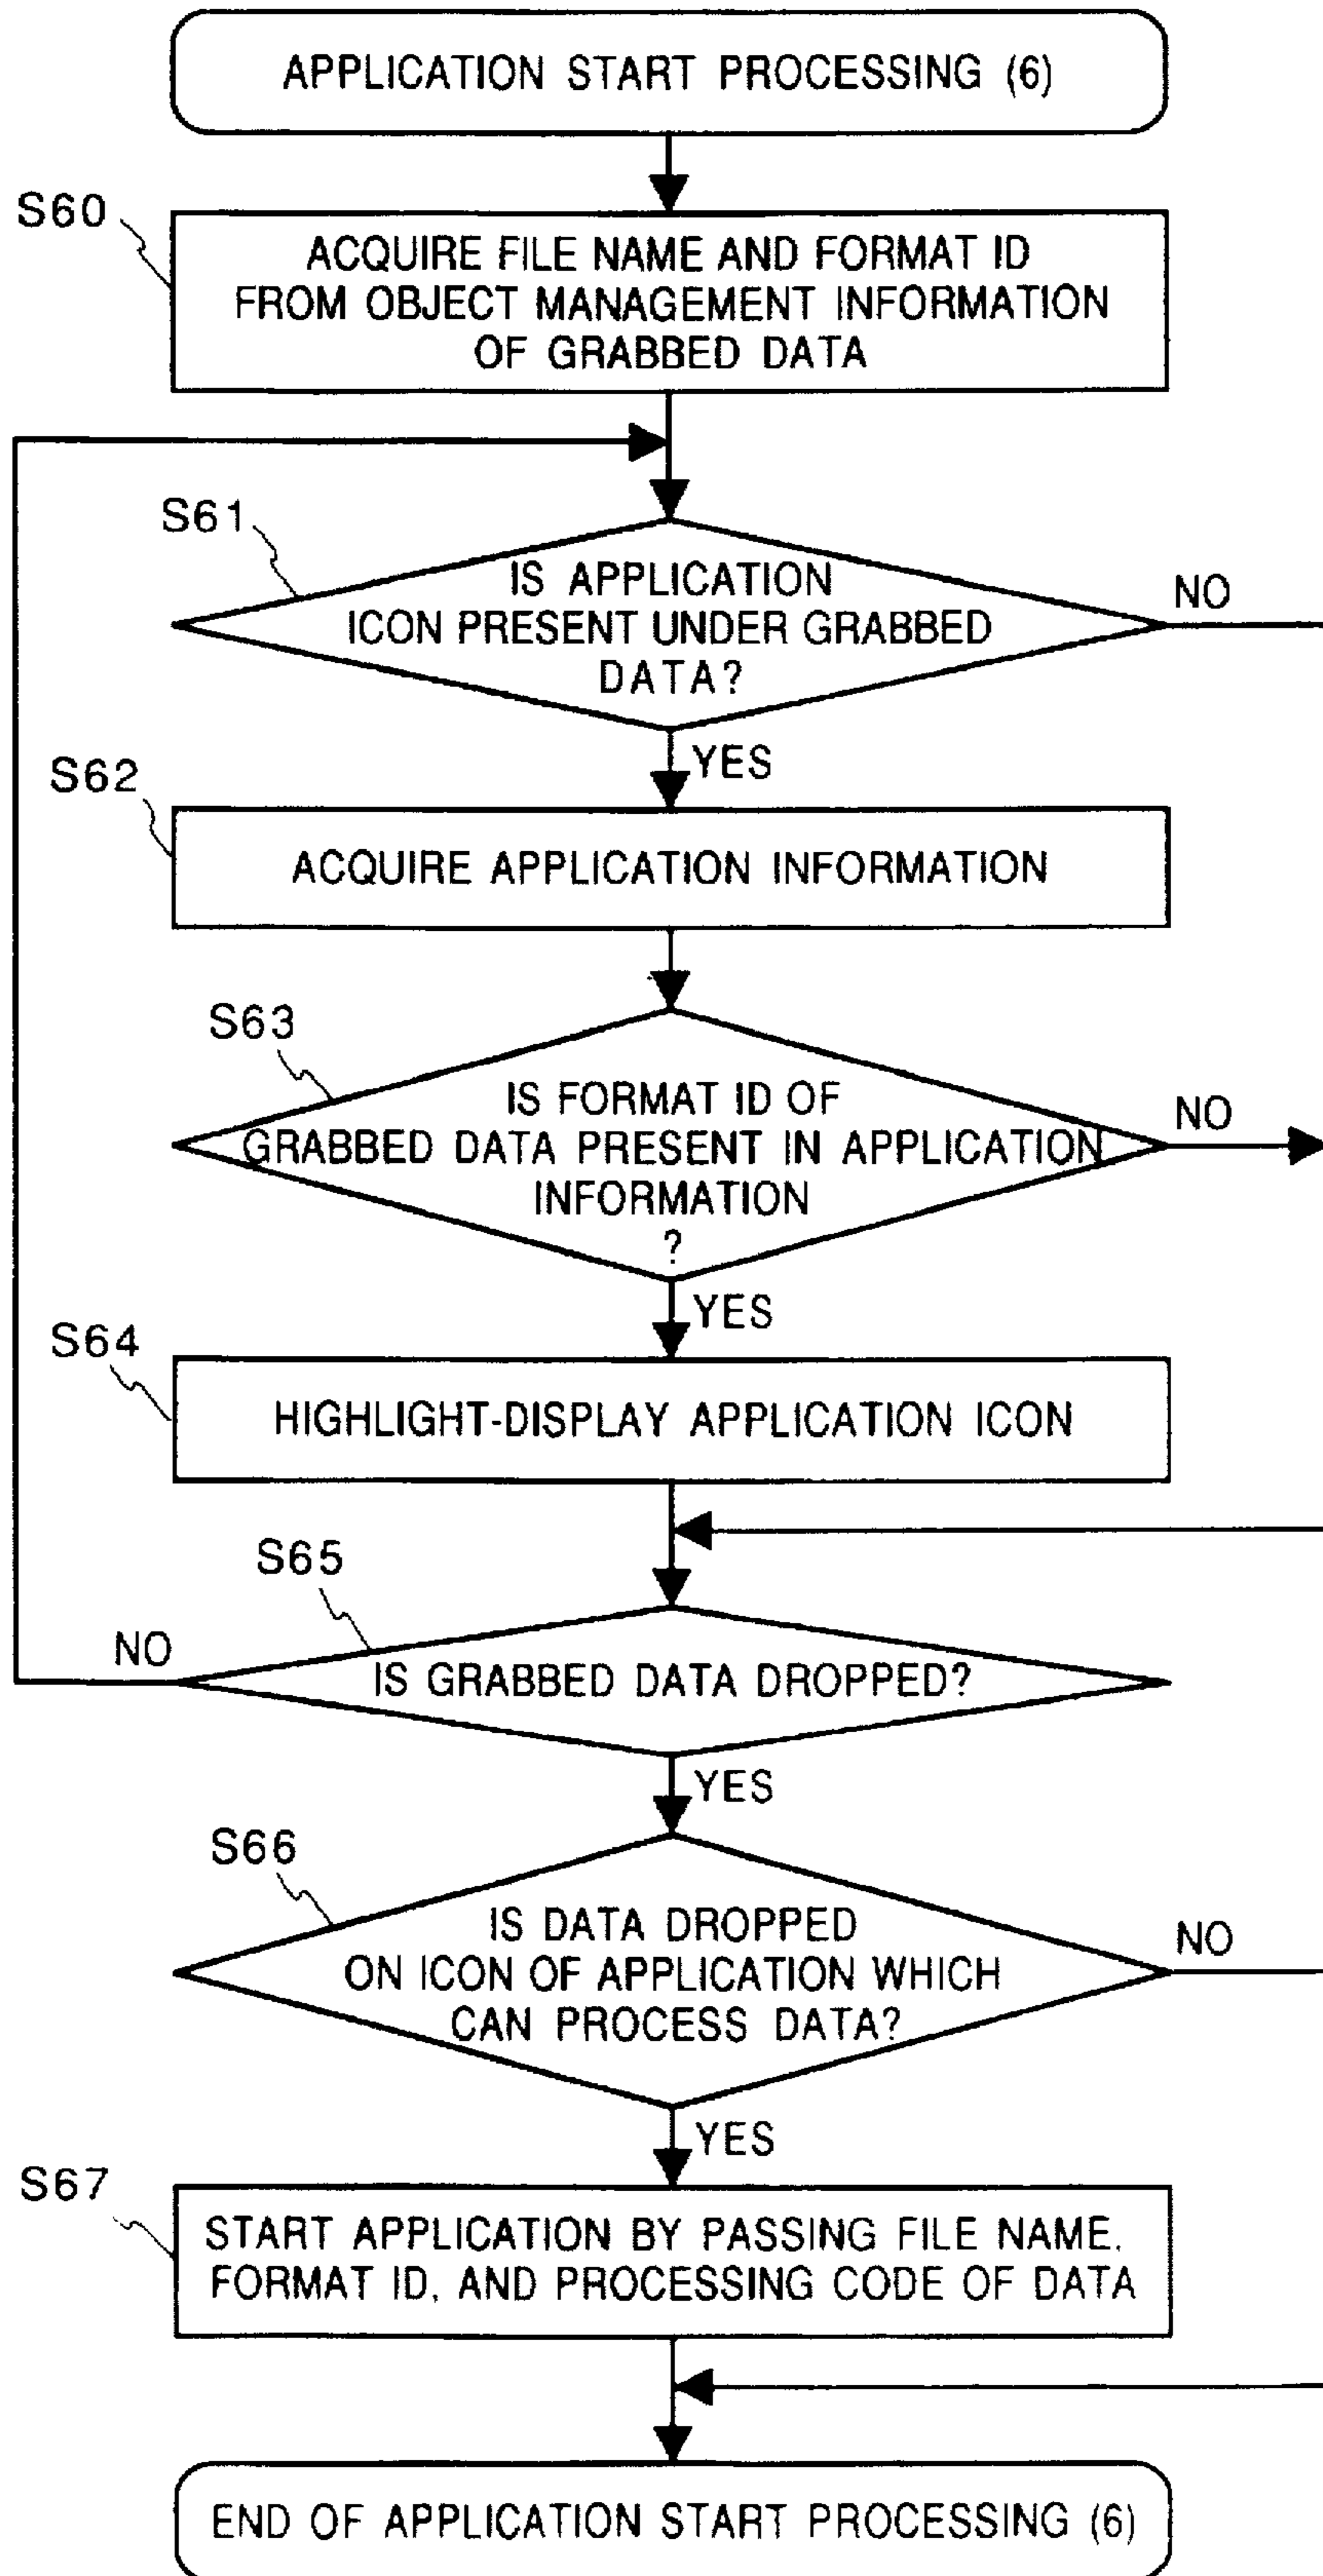 APPLICATION START PROCESSING (6)
S60
ACQUIRE FILE NAME AND FORMAT ID
FROM OBJECT MANAGEMENT INFORMATION
OF GRABBED DATA
S61
IS APPLICATION
ICON PRESENT UNDER GRABBED
DATA?
NO
YES
S62
ACQUIRE APPLICATION INFORMATION
S63
IS FORMAT ID OF
GRABBED DATA PRESENT IN APPLICATION
INFORMATION
?
NO
YES
S64
HIGHLIGHT-DISPLAY APPLICATION ICON
S65
NO
IS GRABBED DATA DROPPED?
YES
S66
IS DATA DROPPED
ON ICON OF APPLICATION WHICH
CAN PROCESS DATA?
NO
YES
S67
START APPLICATION BY PASSING FILE NAME,
FORMAT ID, AND PROCESSING CODE OF DATA
END OF APPLICATION START PROCESSING (6)